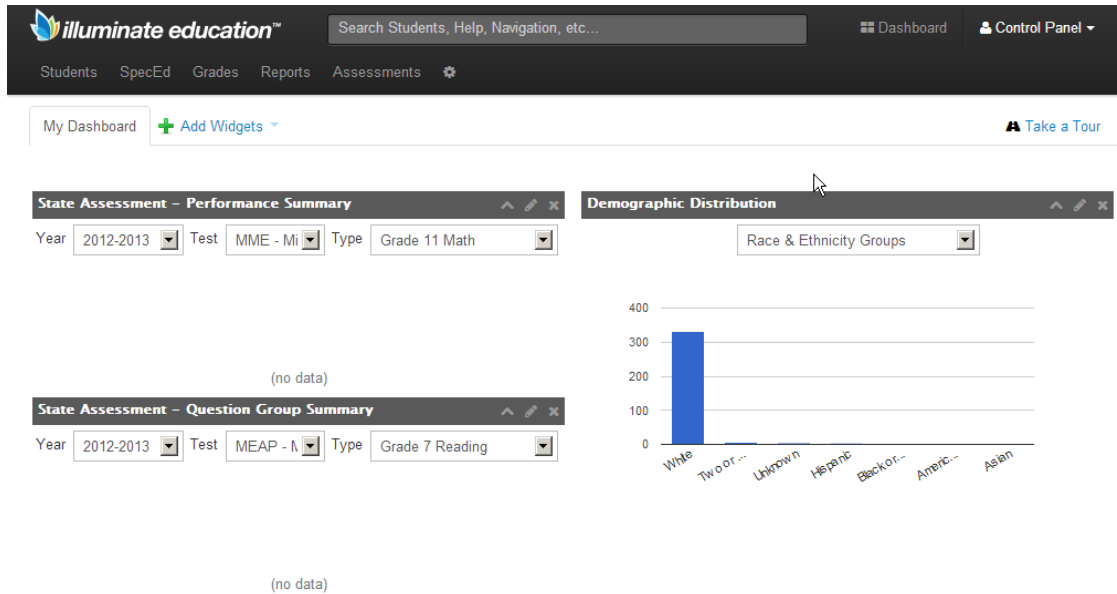 illuminate education™
Search Students, Help, Navigation, etc...
Dashboard
Control Panel
Students SpecEd Grades Reports Assessments
My Dashboard
Add Widgets
Take a Tour
State Assessment – Performance Summary
Year 2012-2013 Test MME - Mi Type Grade 11 Math
(no data)
State Assessment – Question Group Summary
Year 2012-2013 Test MEAP - M Type Grade 7 Reading
(no data)
Demographic Distribution
Race & Ethnicity Groups
400
300
200
100
0
White Two or ... Unknown Hispanic Black or... Americ... Asian